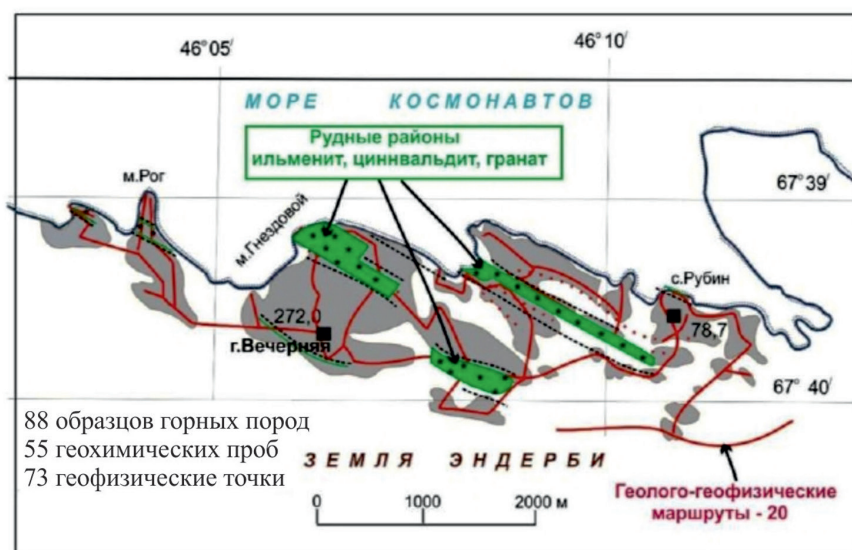 46° 05/
46° 10/
МОРЕ КОСМОНАВТОВ
Рудные районы
ильменит, циннвальдит, гранат
м.Рог
67° 39/
м.Гнездовой
с.Рубин
272,0
г.Вечерняя
78,7
67° 40/
88 образцов горных пород
55 геохимических проб
73 геофизические точки
ЗЕМЛЯ ЭНДЕРБИ
0 1000 2000 м
Геолого-геофизические
маршруты - 20